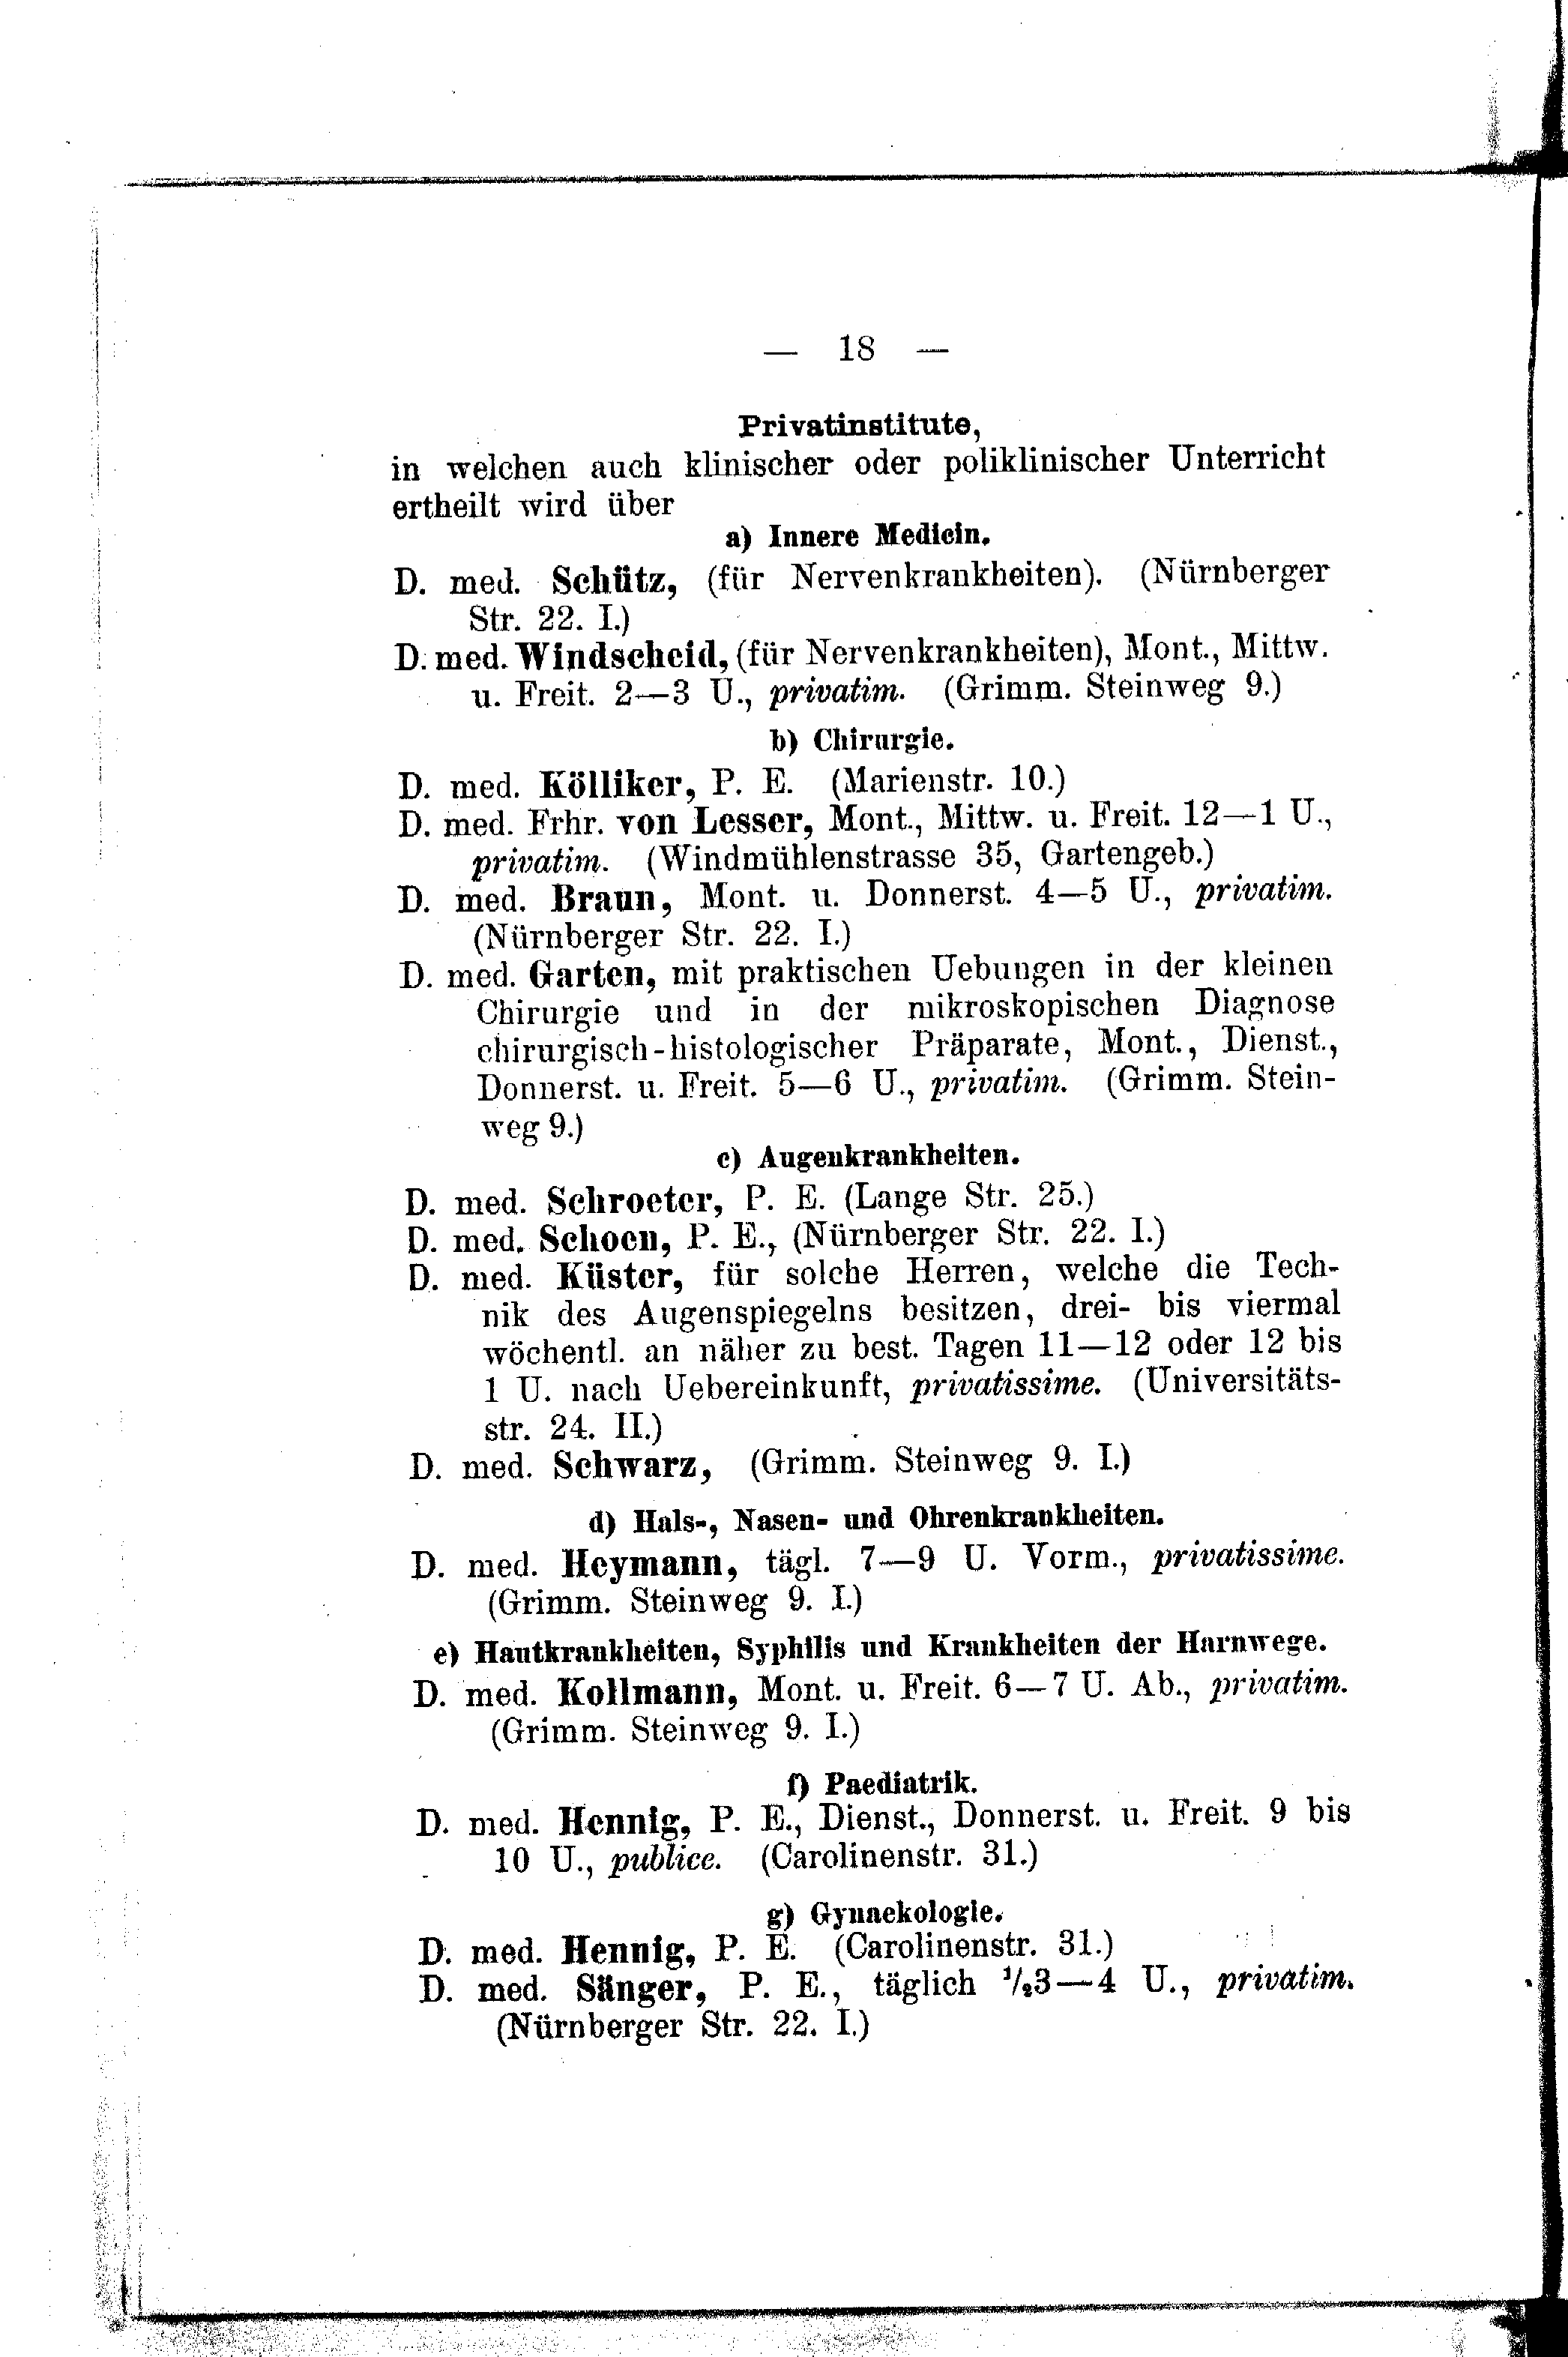 — 18 —
Privatinstitute,
in welchen auch klinischer oder poliklinischer Unterricht
ertheilt wird über
a) Innere Medicin.
D. med. Schütz, (für Nervenkrankheiten). (Nürnberger
Str. 22. I.)
D. med. Windscheid, (für Nervenkrankheiten), Mont., Mittw.
u. Freit. 2—3 U., privatim. (Grimm. Steinweg 9.)
b) Chirurgie.
D. med. Kölliker, P. E. (Marienstr. 10.)
D. med. Frhr. von Lesser, Mont., Mittw. u. Freit. 12—1 U.,
privatim. (Windmühlenstrasse 35, Gartengeb.)
D. med. Braun, Mont. u. Donnerst. 4—5 U., privatim.
(Nürnberger Str. 22. I.)
D. med. Garten, mit praktischen Uebungen in der kleinen
Chirurgie und in der mikroskopischen Diagnose
chirurgisch-histologischer Präparate, Mont., Dienst.,
Donnerst. u. Freit. 5—6 U., privatim. (Grimm. Stein-
weg 9.)
c) Augenkrankheiten.
D. med. Schroeter, P. E. (Lange Str. 25.)
D. med. Schoen, P. E., (Nürnberger Str. 22. I.)
D. med. Küster, für solche Herren, welche die Tech-
nik des Augenspiegelns besitzen, drei- bis viermal
wöchentl. an näher zu best. Tagen 11—12 oder 12 bis
1 U. nach Uebereinkunft, privatissime. (Universitäts-
str. 24. II.)
D. med. Schwarz, (Grimm. Steinweg 9. I.)
d) Hals-, Nasen- und Ohrenkrankheiten.
D. med. Heymann, tägl. 7—9 U. Vorm., privatissime.
(Grimm. Steinweg 9. I.)
e) Hautkrankheiten, Syphilis und Krankheiten der Harnwege.
D. med. Kollmann, Mont. u. Freit. 6—7 U. Ab., privatim.
(Grimm. Steinweg 9. I.)
f) Paediatrik.
D. med. Hennig, P. E., Dienst., Donnerst. u. Freit. 9 bis
10 U., publice. (Carolinenstr. 31.)
g) Gynaekologie.
D. med. Hennig, P. E. (Carolinenstr. 31.)
D. med. Sänger, P. E., täglich ½3—4 U., privatim.
(Nürnberger Str. 22. I.)